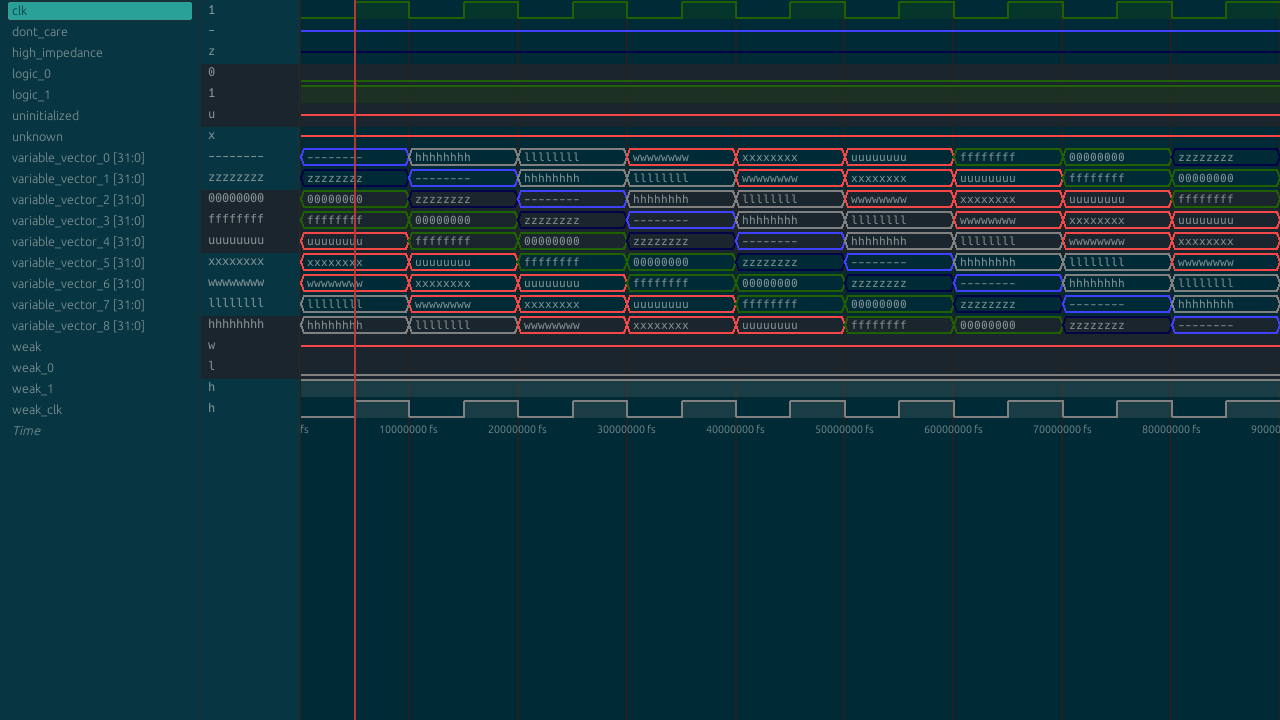 clk 1
dont_care -
high_impedance z
logic_0 0
logic_1 1
uninitialized u
unknown x
variable_vector_0 [31:0] -------- -------- hhhhhhhh llllllll wwwwwwww xxxxxxxx uuuuuuuu ffffffff 00000000 zzzzzzzz
variable_vector_1 [31:0] zzzzzzzz zzzzzzzz -------- hhhhhhhh llllllll wwwwwwww xxxxxxxx uuuuuuuu ffffffff 00000000
variable_vector_2 [31:0] 00000000 00000000 zzzzzzzz -------- hhhhhhhh llllllll wwwwwwww xxxxxxxx uuuuuuuu ffffffff
variable_vector_3 [31:0] ffffffff ffffffff 00000000 zzzzzzzz -------- hhhhhhhh llllllll wwwwwwww xxxxxxxx uuuuuuuu
variable_vector_4 [31:0] uuuuuuuu uuuuuuuu ffffffff 00000000 zzzzzzzz -------- hhhhhhhh llllllll wwwwwwww xxxxxxxx
variable_vector_5 [31:0] xxxxxxxx xxxxxxxx uuuuuuuu ffffffff 00000000 zzzzzzzz -------- hhhhhhhh llllllll wwwwwwww
variable_vector_6 [31:0] wwwwwwww wwwwwwww xxxxxxxx uuuuuuuu ffffffff 00000000 zzzzzzzz -------- hhhhhhhh llllllll
variable_vector_7 [31:0] llllllll llllllll wwwwwwww xxxxxxxx uuuuuuuu ffffffff 00000000 zzzzzzzz -------- hhhhhhhh
variable_vector_8 [31:0] hhhhhhhh hhhhhhhh llllllll wwwwwwww xxxxxxxx uuuuuuuu ffffffff 00000000 zzzzzzzz --------
weak w
weak_0 l
weak_1 h
weak_clk h
Time fs 10000000 fs 20000000 fs 30000000 fs 40000000 fs 50000000 fs 60000000 fs 70000000 fs 80000000 fs 90000